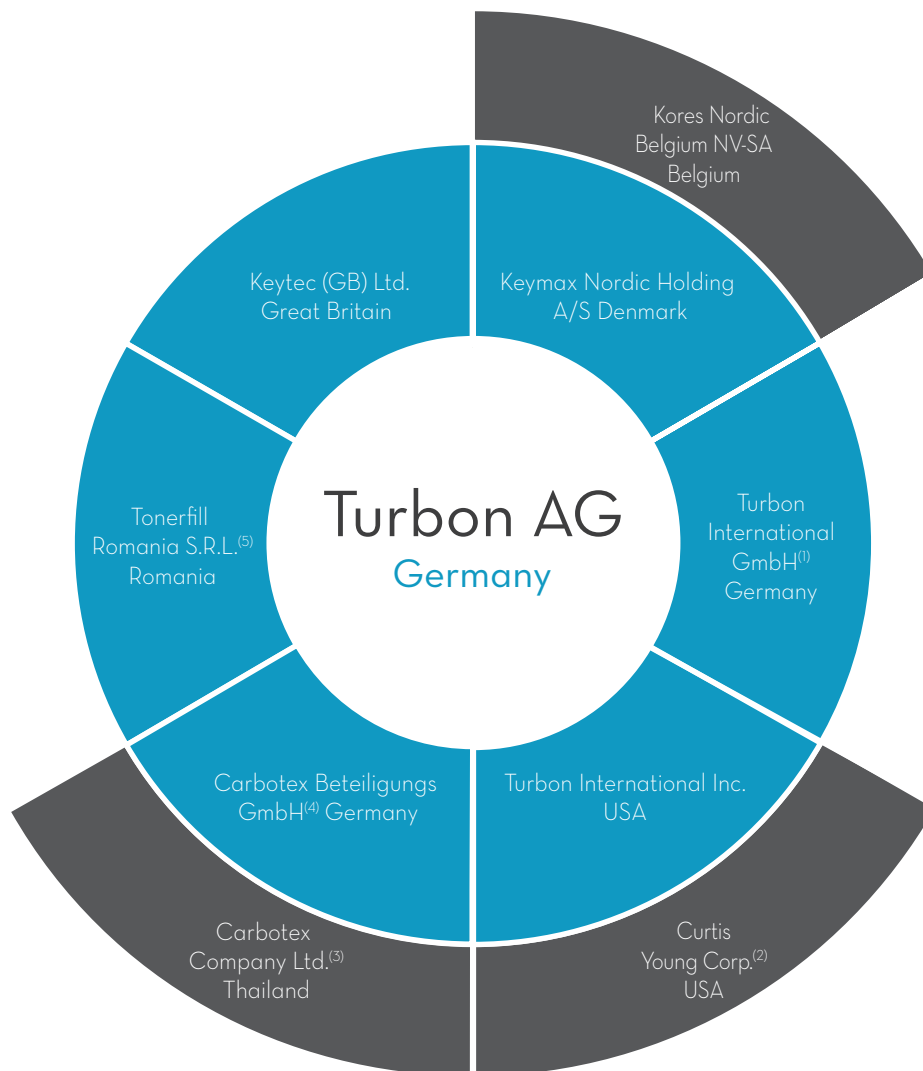 Kores Nordic
Belgium NV-SA
Belgium
Keytec (GB) Ltd.
Great Britain
Keymax Nordic Holding
A/S Denmark
Tonerfill
Romania S.R.L.(5)
Romania
Turbon AG
Germany
Turbon
International
GmbH(1)
Germany
Carbotex Beteiligungs
GmbH(4) Germany
Turbon International Inc.
USA
Carbotex
Company Ltd.(3)
Thailand
Curtis
Young Corp.(2)
USA